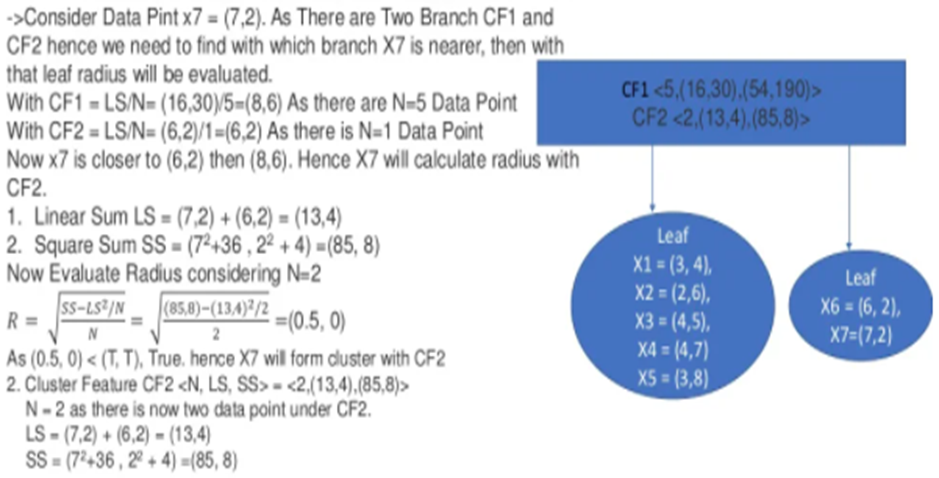 ->Consider Data Pint x7 = (7,2). As There are Two Branch CF1 and
CF2 hence we need to find with which branch X7 is nearer, then with
that leaf radius will be evaluated.
With CF1 = LS/N= (16,30)/5=(8,6) As there are N=5 Data Point
With CF2 = LS/N= (6,2)/1=(6,2) As there is N=1 Data Point
Now x7 is closer to (6,2) then (8,6). Hence X7 will calculate radius with
CF2.
1. Linear Sum LS = (7,2) + (6,2) = (13,4)
2. Square Sum SS = (7²+36 , 2² + 4) =(85, 8)
Now Evaluate Radius considering N=2
R = √((SS−LS²/N)/N) = √(((85,8)−(13,4)²/2)/2) =(0.5, 0)
As (0.5, 0) < (T, T), True. hence X7 will form cluster with CF2
2. Cluster Feature CF2 <N, LS, SS> = <2,(13,4),(85,8)>
N = 2 as there is now two data point under CF2.
LS = (7,2) + (6,2) = (13,4)
SS = (7²+36 , 2² + 4) =(85, 8)
CF1 <5,(16,30),(54,190)>
CF2 <2,(13,4),(85,8)>
Leaf
X1 = (3, 4),
X2 = (2,6),
X3 = (4,5),
X4 = (4,7)
X5 = (3,8)
Leaf
X6 = (6, 2),
X7=(7,2)